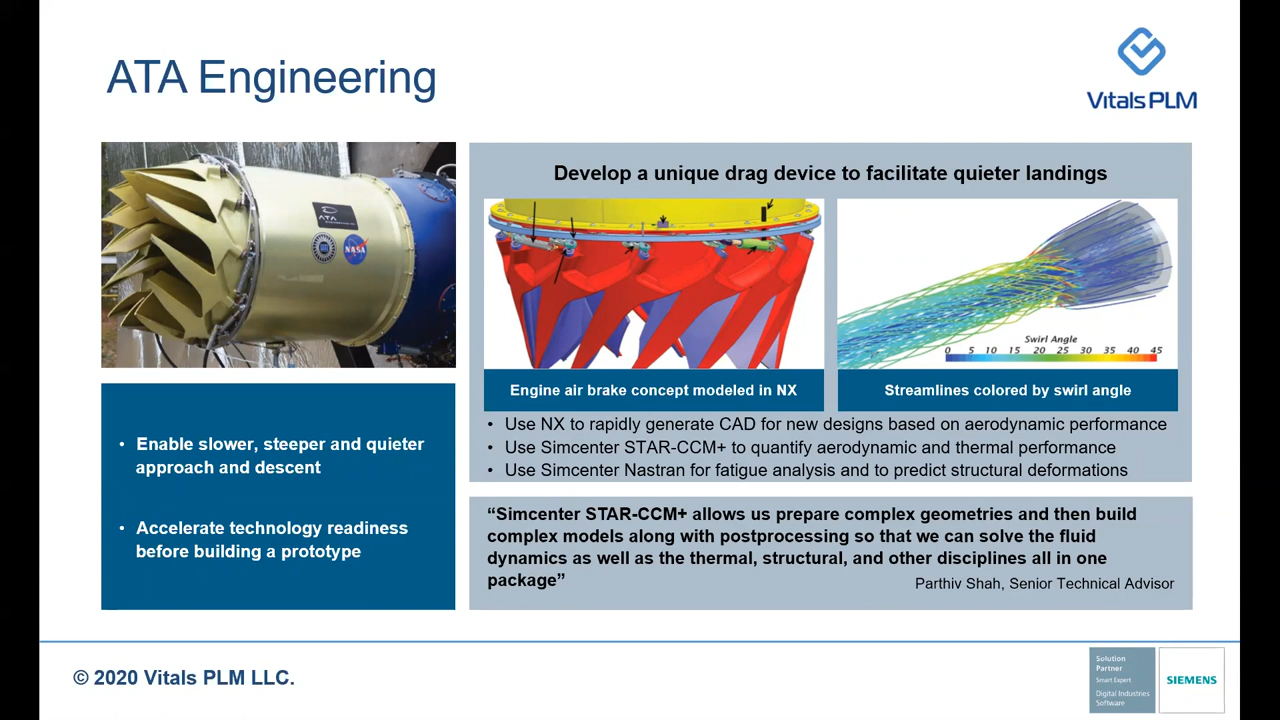 ATA Engineering
Vitals PLM
ATA
NASA
Enable slower, steeper and quieter
approach and descent
Accelerate technology readiness
before building a prototype
Develop a unique drag device to facilitate quieter landings
Swirl Angle
0 5 10 15 20 25 30 35 40 45
Engine air brake concept modeled in NX
Streamlines colored by swirl angle
• Use NX to rapidly generate CAD for new designs based on aerodynamic performance
• Use Simcenter STAR-CCM+ to quantify aerodynamic and thermal performance
• Use Simcenter Nastran for fatigue analysis and to predict structural deformations
“Simcenter STAR-CCM+ allows us prepare complex geometries and then build
complex models along with postprocessing so that we can solve the fluid
dynamics as well as the thermal, structural, and other disciplines all in one
package”
Parthiv Shah, Senior Technical Advisor
© 2020 Vitals PLM LLC.
Solution
Partner
Smart Expert
Digital Industries
Software
SIEMENS